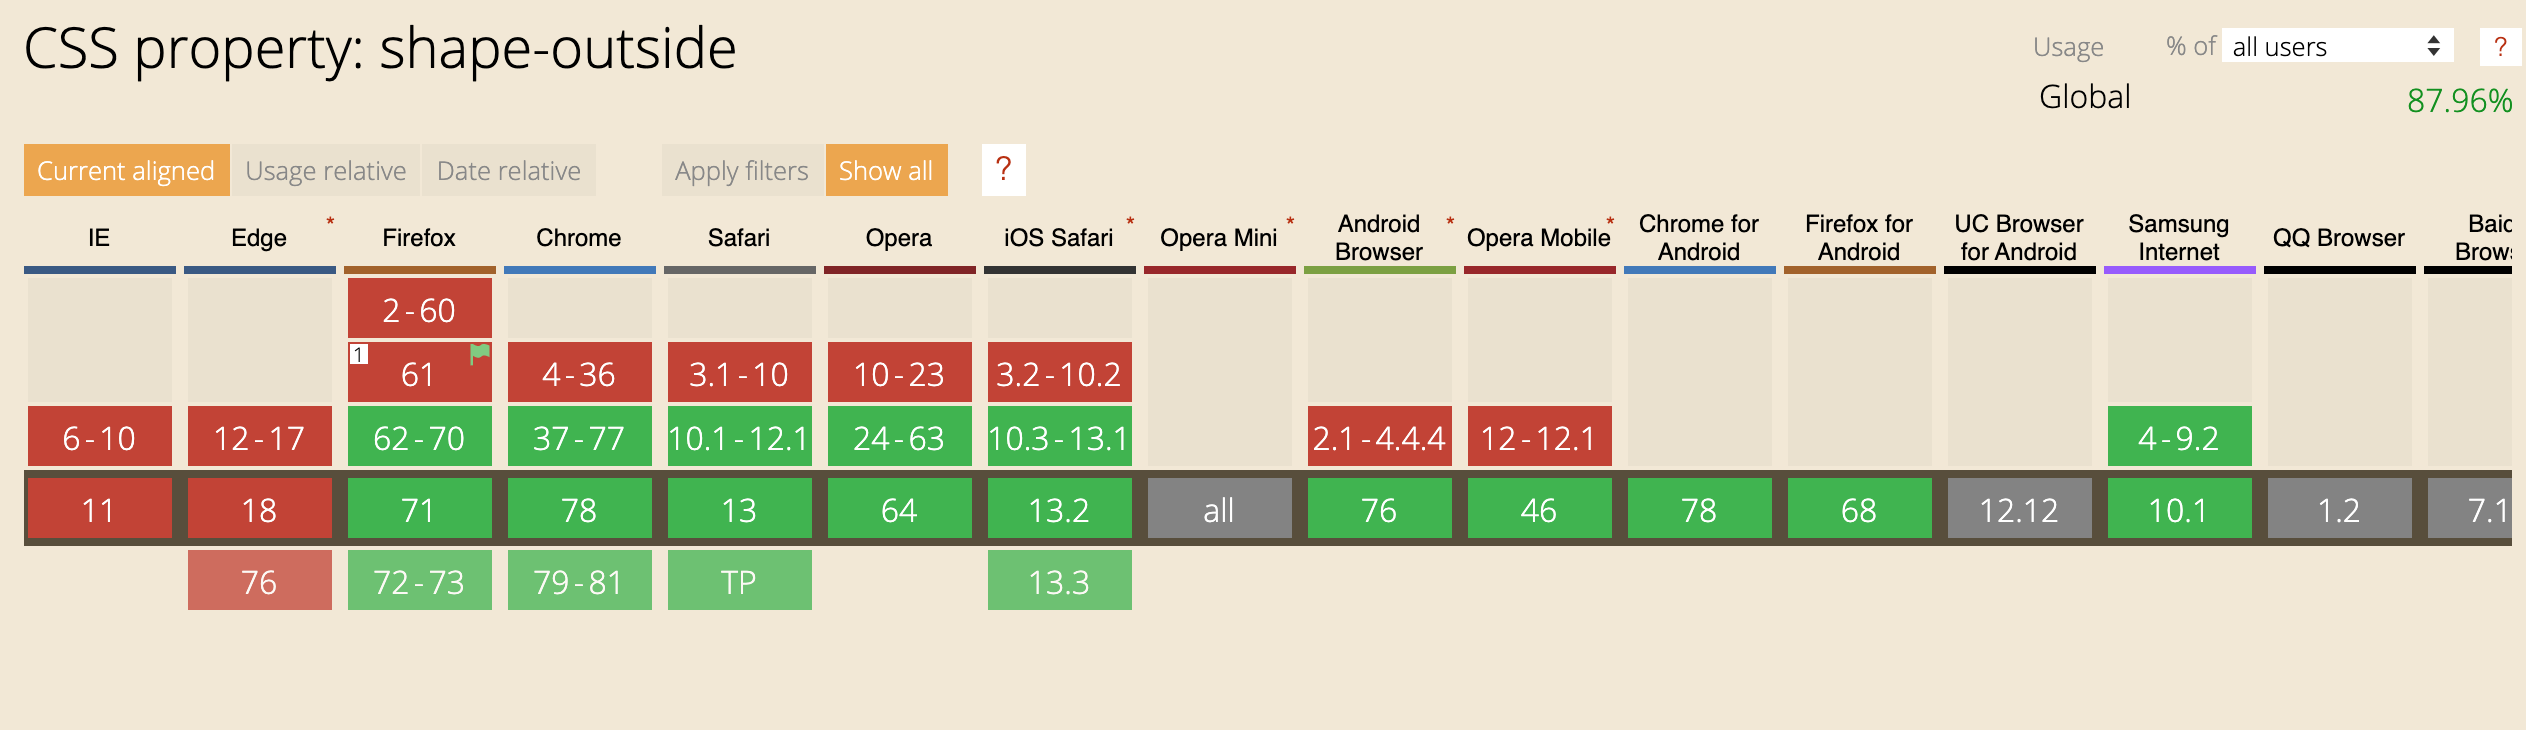 CSS property: shape-outside
Usage % of all users ?
Global 87.96%
Current aligned Usage relative Date relative Apply filters Show all ?
IE Edge * Firefox Chrome Safari Opera iOS Safari * Opera Mini * Android Browser * Opera Mobile * Chrome for Android Firefox for Android UC Browser for Android Samsung Internet QQ Browser
2-60
1 61 4-36 3.1-10 10-23 3.2-10.2
6-10 12-17 62-70 37-77 10.1-12.1 24-63 10.3-13.1 2.1-4.4.4 12-12.1 4-9.2
11 18 71 78 13 64 13.2 all 76 46 78 68 12.12 10.1 1.2 7.1
76 72-73 79-81 TP 13.3